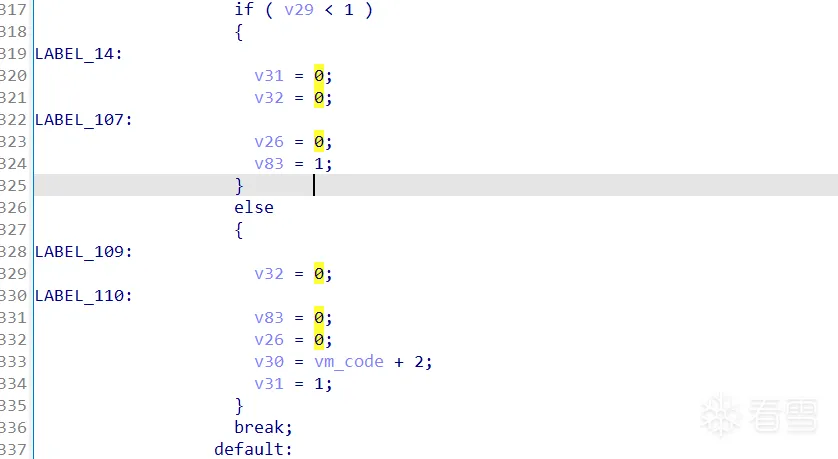 317 if ( v29 < 1 )
318 {
319 LABEL_14:
320 v31 = 0;
321 v32 = 0;
322 LABEL_107:
323 v26 = 0;
324 v83 = 1;
325 }
326 else
327 {
328 LABEL_109:
329 v32 = 0;
330 LABEL_110:
331 v83 = 0;
332 v26 = 0;
333 v30 = vm_code + 2;
334 v31 = 1;
335 }
336 break;
337 default:
看雪